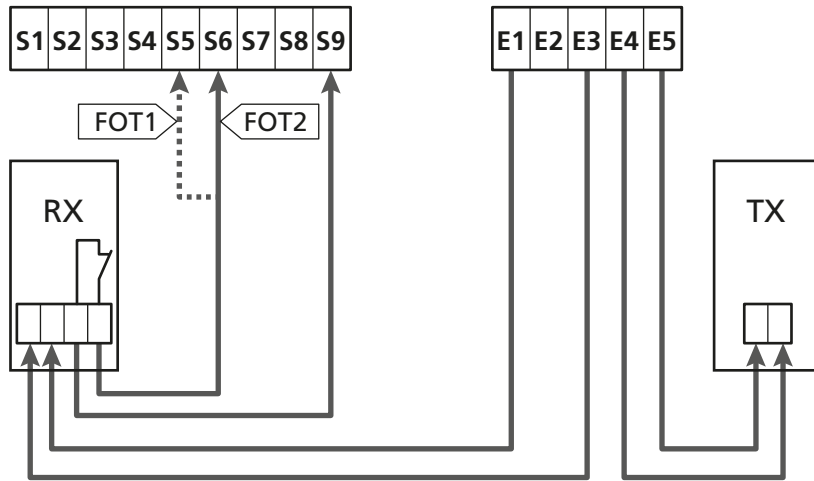 S1 S2 S3 S4 S5 S6 S7 S8 S9
E1 E2 E3 E4 E5
FOT1
FOT2
RX
TX